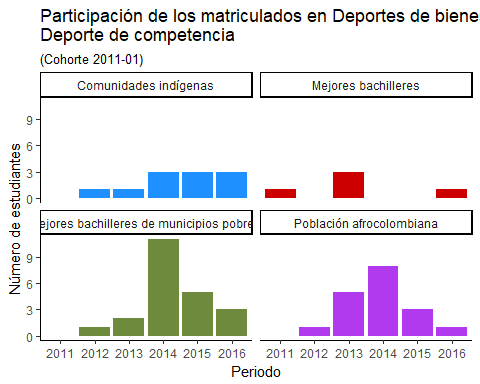 Participación de los matriculados en Deportes de biene
Deporte de competencia
(Cohorte 2011-01)
Comunidades indígenas
Mejores bachilleres
9
6
3
0
ejores bachilleres de municipios pobre
Población afrocolombiana
9
6
3
0
Número de estudiantes
2011 2012 2013 2014 2015 2016
2011 2012 2013 2014 2015 2016
Periodo